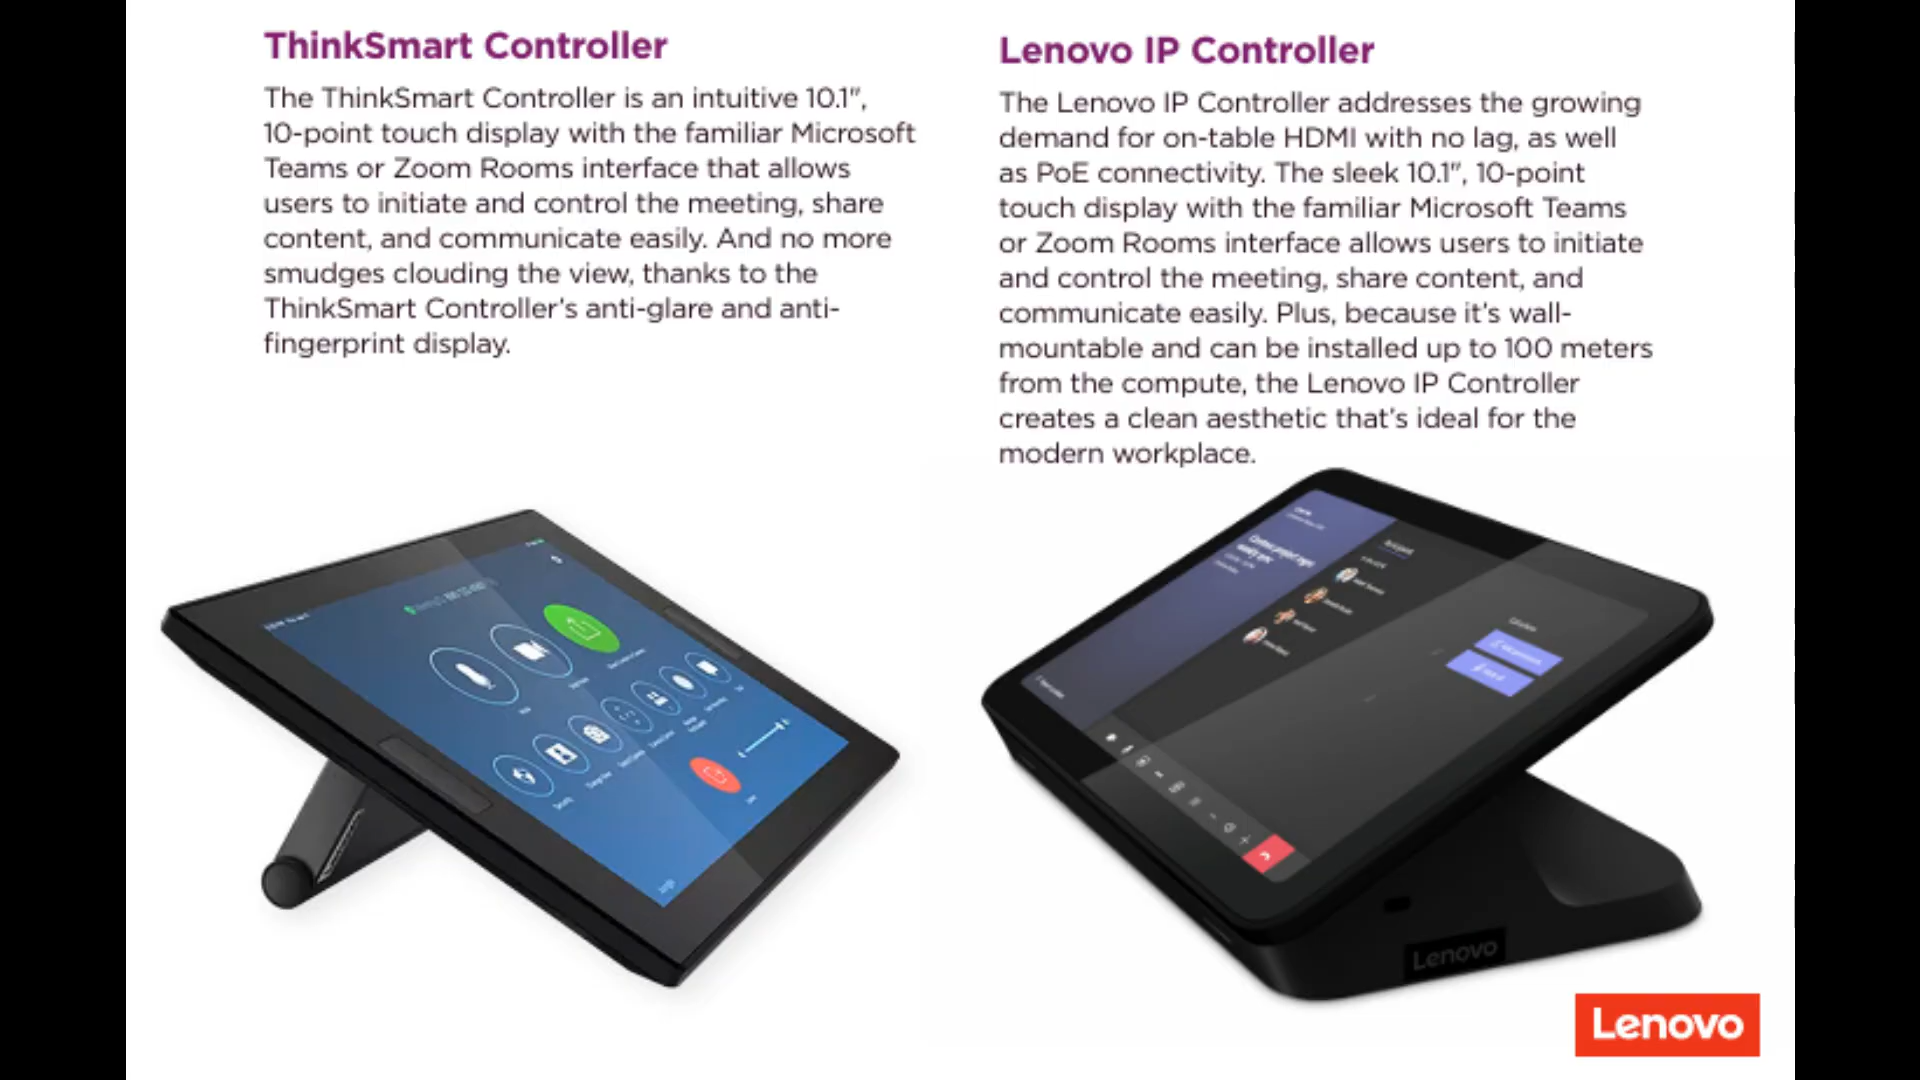 ThinkSmart Controller
The ThinkSmart Controller is an intuitive 10.1",
10-point touch display with the familiar Microsoft
Teams or Zoom Rooms interface that allows
users to initiate and control the meeting, share
content, and communicate easily. And no more
smudges clouding the view, thanks to the
ThinkSmart Controller's anti-glare and anti-
fingerprint display.
Lenovo IP Controller
The Lenovo IP Controller addresses the growing
demand for on-table HDMI with no lag, as well
as PoE connectivity. The sleek 10.1", 10-point
touch display with the familiar Microsoft Teams
or Zoom Rooms interface allows users to initiate
and control the meeting, share content, and
communicate easily. Plus, because it's wall-
mountable and can be installed up to 100 meters
from the compute, the Lenovo IP Controller
creates a clean aesthetic that's ideal for the
modern workplace.
Lenovo
Lenovo